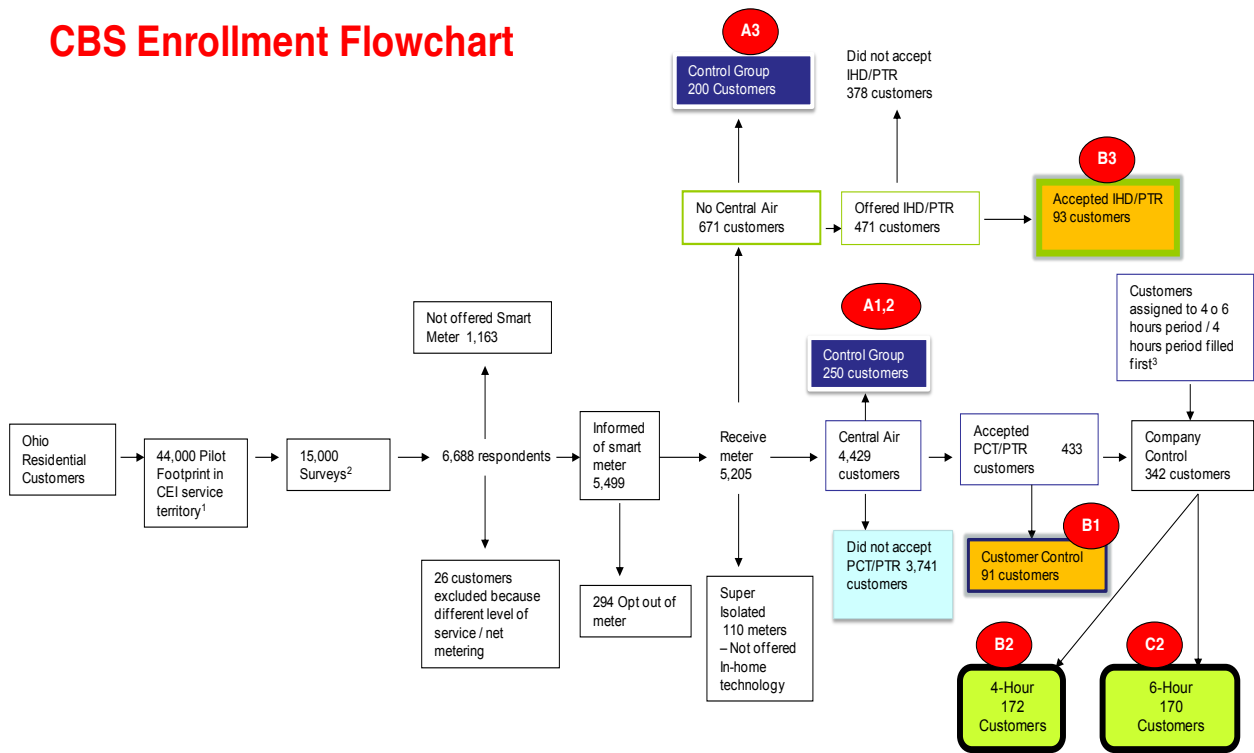 CBS Enrollment Flowchart
A3
Control Group
200 Customers
Did not accept
IHD/PTR
378 customers
B3
No Central Air
671 customers
Offered IHD/PTR
471 customers
Accepted IHD/PTR
93 customers
Not offered Smart
Meter 1,163
A1,2
Control Group
250 customers
Customers
assigned to 4 o 6
hours period / 4
hours period filled
first3
Ohio
Residential
Customers
44,000 Pilot
Footprint in
CEI service
territory1
15,000
Surveys2
6,688 respondents
Informed
of smart
meter
5,499
Receive
meter
5,205
Central Air
4,429
customers
Accepted
PCT/PTR 433
customers
Company
Control
342 customers
26 customers
excluded because
different level of
service / net
metering
294 Opt out of
meter
Super
Isolated
110 meters
– Not offered
In-home
technology
Did not accept
PCT/PTR 3,741
customers
B1
Customer Control
91 customers
B2
4-Hour
172
Customers
C2
6-Hour
170
Customers